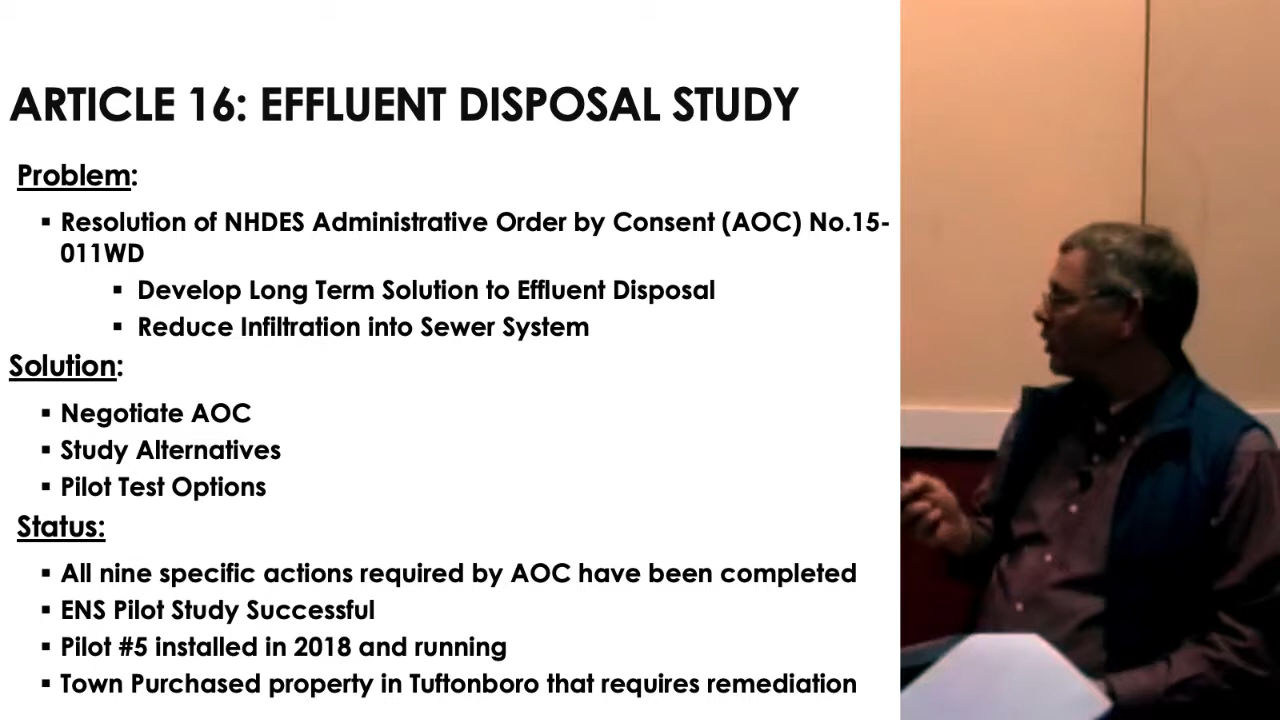 ARTICLE 16: EFFLUENT DISPOSAL STUDY
Problem:
▪ Resolution of NHDES Administrative Order by Consent (AOC) No.15-
011WD
▪ Develop Long Term Solution to Effluent Disposal
▪ Reduce Infiltration into Sewer System
Solution:
▪ Negotiate AOC
▪ Study Alternatives
▪ Pilot Test Options
Status:
▪ All nine specific actions required by AOC have been completed
▪ ENS Pilot Study Successful
▪ Pilot #5 installed in 2018 and running
▪ Town Purchased property in Tuftonboro that requires remediation